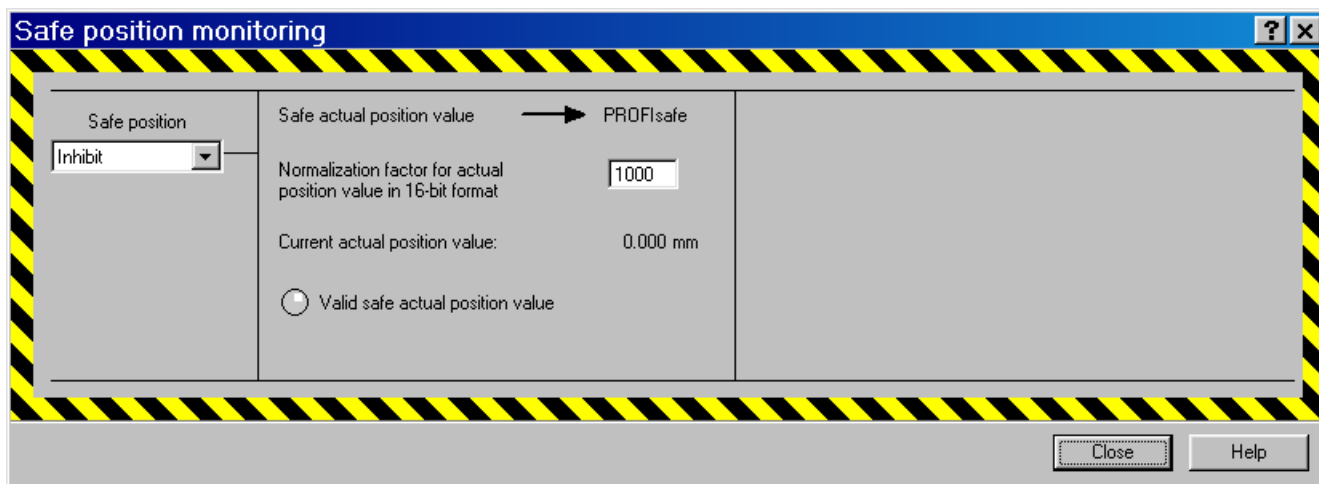 Safe position monitoring
Safe position
Inhibit
Safe actual position value
PROFIsafe
Normalization factor for actual
position value in 16-bit format
1000
Current actual position value:
0.000 mm
Valid safe actual position value
Close
Help